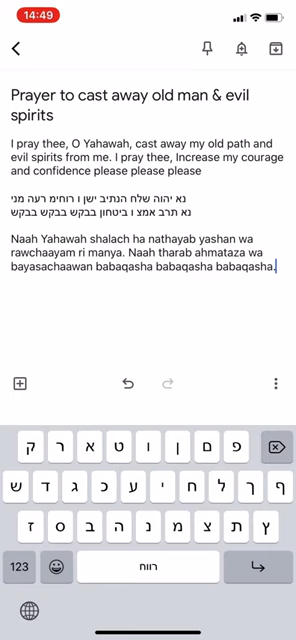 14:49
Prayer to cast away old man & evil
spirits
I pray thee, O Yahawah, cast away my old path and
evil spirits from me. I pray thee, Increase my courage
and confidence please please please
נא יהוה שלח הנתיב ישן ו רוחימ רעה מני
נא תרב אמצ ו ביטחון בבקש בבקש בבקש
Naah Yahawah shalach ha nathayab yashan wa
rawchaayam ri manya. Naah tharab ahmataza wa
bayasachaawan babaqasha babaqasha babaqasha.
ק ר א ט ו ן ם פ
ש ד ג כ ע י ח ל ך ף
ז ס ב ה נ מ צ ת ץ
123 רווח